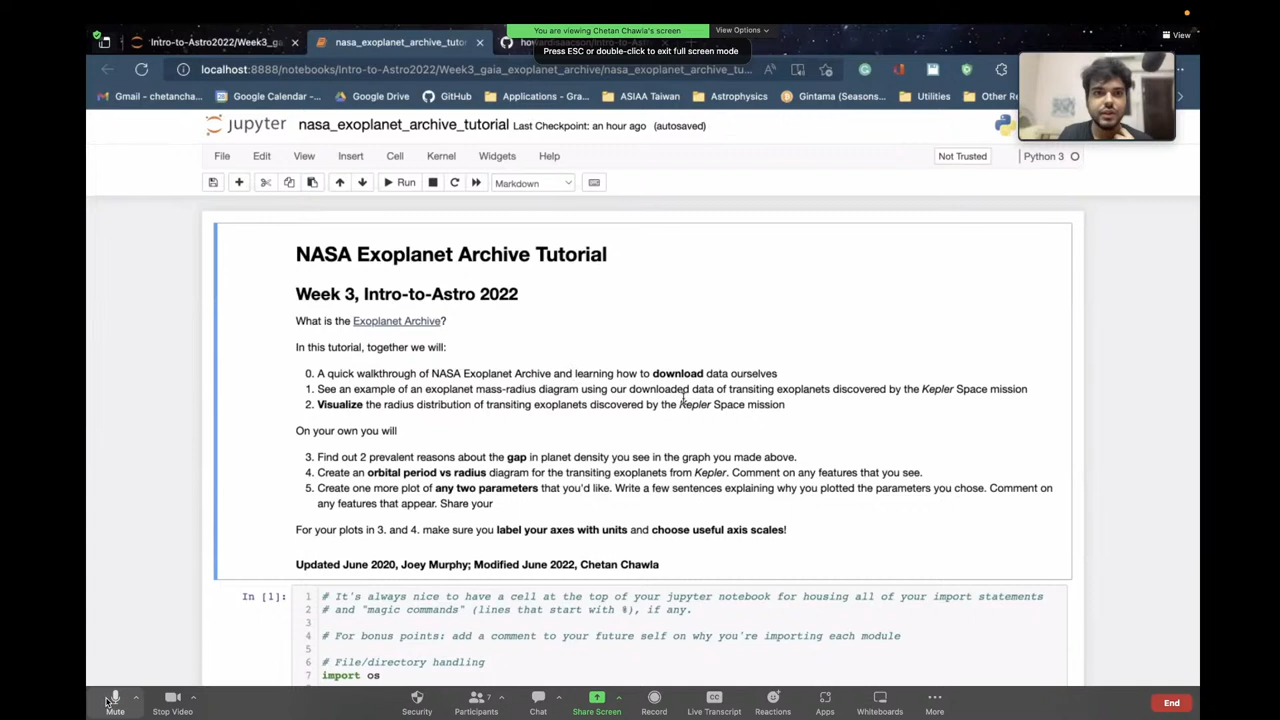 You are viewing Chetan Chawla's screen
View Options
Press ESC or double-click to exit full screen mode
View
Intro-to-Astro2022/Week3_ga
nasa_exoplanet_archive_tutor
localhost:8888/notebooks/Intro-to-Astro2022/Week3_gaia_exoplanet_archive/nasa_exoplanet_archive_tu...
Gmail - chetancha...
Google Calendar -...
Google Drive
GitHub
Applications - Gra...
ASIAA Taiwan
Astrophysics
Gintama (Seasons...
Utilities
Other Re
jupyter nasa_exoplanet_archive_tutorial Last Checkpoint: an hour ago (autosaved)
File Edit View Insert Cell Kernel Widgets Help
Not Trusted
Python 3
Run
Markdown
NASA Exoplanet Archive Tutorial
Week 3, Intro-to-Astro 2022
What is the Exoplanet Archive?
In this tutorial, together we will:
0. A quick walkthrough of NASA Exoplanet Archive and learning how to download data ourselves
1. See an example of an exoplanet mass-radius diagram using our downloaded data of transiting exoplanets discovered by the Kepler Space mission
2. Visualize the radius distribution of transiting exoplanets discovered by the Kepler Space mission
On your own you will
3. Find out 2 prevalent reasons about the gap in planet density you see in the graph you made above.
4. Create an orbital period vs radius diagram for the transiting exoplanets from Kepler. Comment on any features that you see.
5. Create one more plot of any two parameters that you'd like. Write a few sentences explaining why you plotted the parameters you chose. Comment on
any features that appear. Share your
For your plots in 3. and 4. make sure you label your axes with units and choose useful axis scales!
Updated June 2020, Joey Murphy; Modified June 2022, Chetan Chawla
In [1]:
1 # It's always nice to have a cell at the top of your jupyter notebook for housing all of your import statements
2 # and "magic commands" (lines that start with %), if any.
3
4 # For bonus points: add a comment to your future self on why you're importing each module
5
6 # File/directory handling
7 import os
Mute
Stop Video
Security
Participants 7
Chat
Share Screen
Record
Live Transcript
Reactions
Apps
Whiteboards
More
End